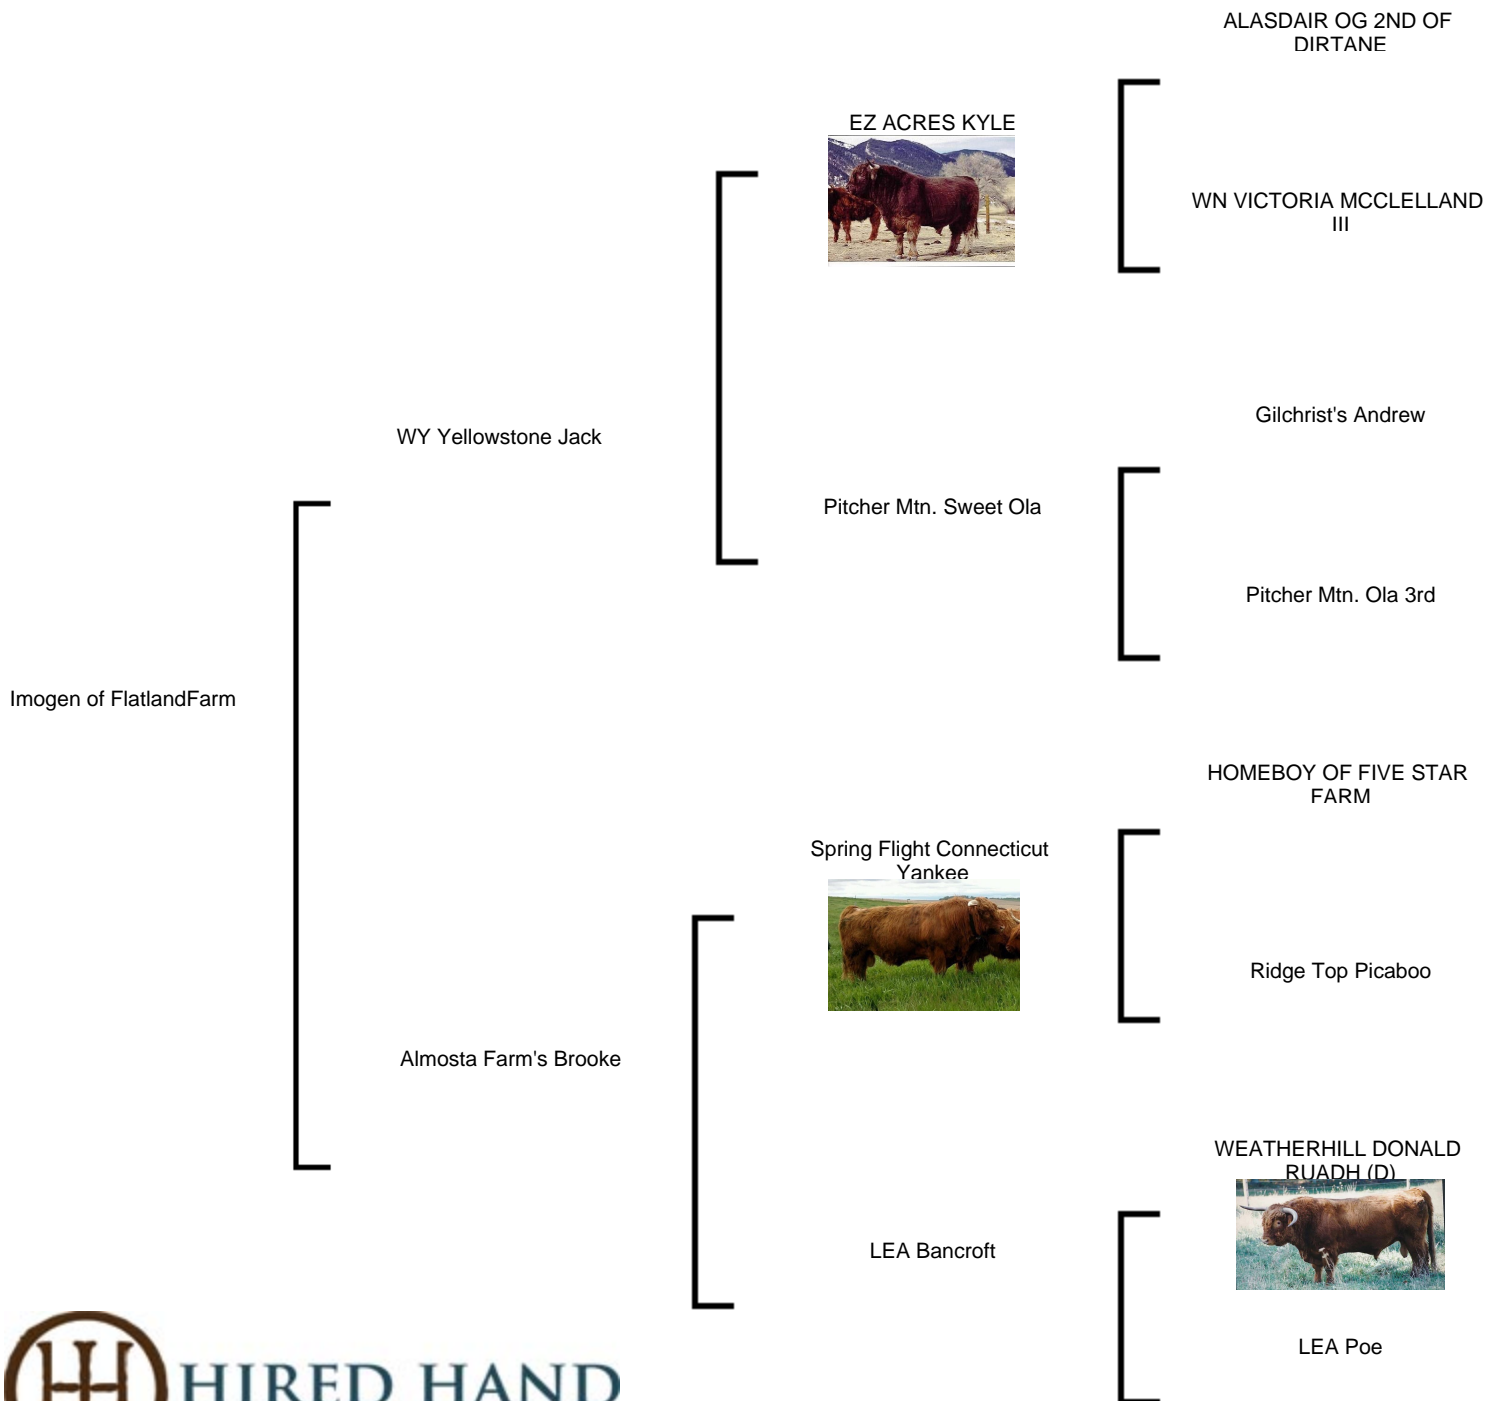 ALASDAIR OG 2ND OF
DIRTANE
EZ ACRES KYLE
WN VICTORIA MCCLELLAND
III
Gilchrist's Andrew
WY Yellowstone Jack
Pitcher Mtn. Sweet Ola
Pitcher Mtn. Ola 3rd
Imogen of FlatlandFarm
HOMEBOY OF FIVE STAR
FARM
Spring Flight Connecticut
Yankee
Ridge Top Picaboo
Almosta Farm's Brooke
WEATHERHILL DONALD
RUADH (D)
LEA Bancroft
LEA Poe
HIRED HAND